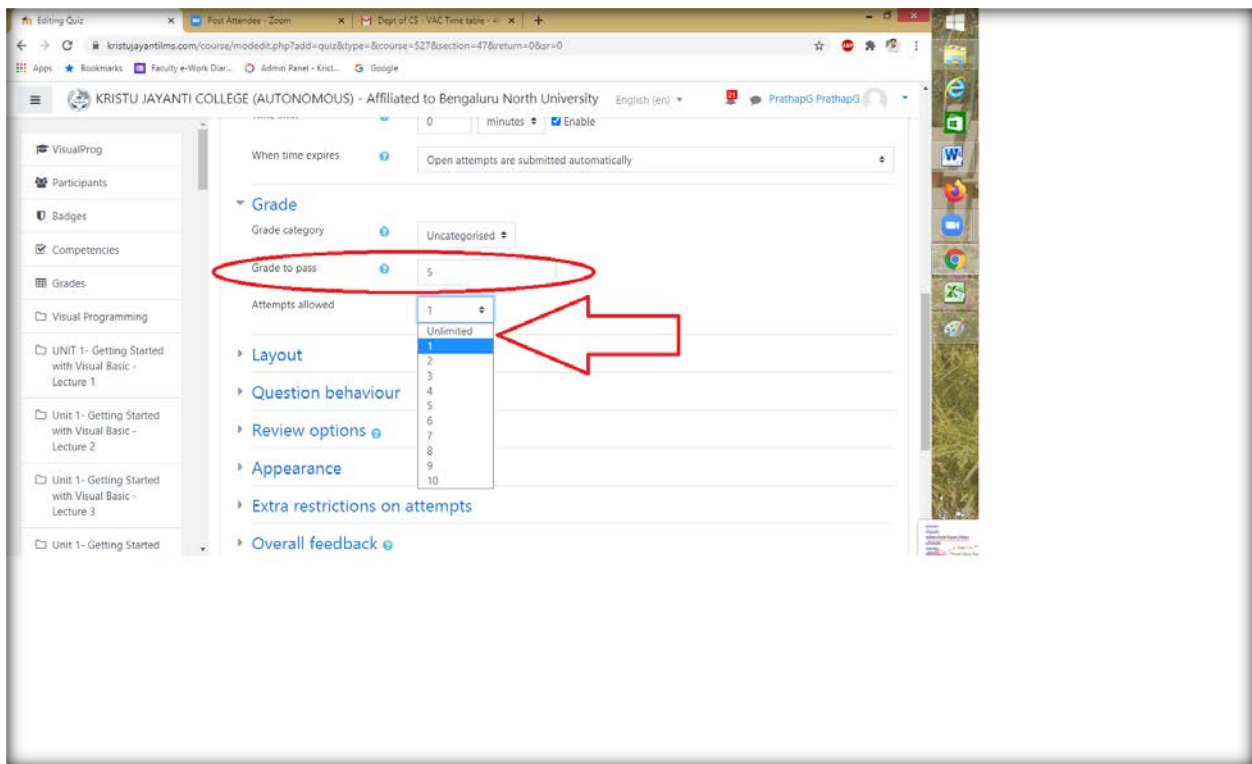 Editing Quiz
Post Attendee - Zoom
Dept of CS - VAC Time table -
kristujayantilms.com/course/modedit.php?add=quiz&type=&course=527&section=47&return=0&sr=0
Apps Bookmarks Faculty e-Work Diar... Admin Panel - Krist... Google
KRISTU JAYANTI COLLEGE (AUTONOMOUS) - Affiliated to Bengaluru North University English (en) 21 PrathapG PrathapG
0 minutes Enable
VisualProg
Participants
Badges
Competencies
Grades
Visual Programming
UNIT 1- Getting Started
with Visual Basic -
Lecture 1
Unit 1- Getting Started
with Visual Basic -
Lecture 2
Unit 1- Getting Started
with Visual Basic -
Lecture 3
Unit 1- Getting Started
When time expires Open attempts are submitted automatically
Grade
Grade category Uncategorised
Grade to pass 5
Attempts allowed 1
Unlimited
1
2
3
4
5
6
7
8
9
10
Layout
Question behaviour
Review options
Appearance
Extra restrictions on attempts
Overall feedback